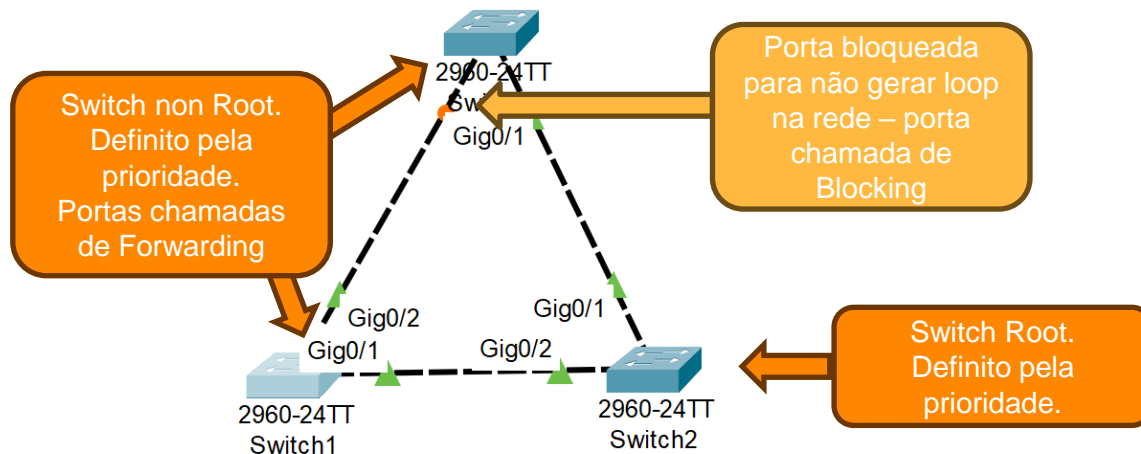 2960-24TT
Sw
Gig0/1
Switch non Root.
Definito pela
prioridade.
Portas chamadas
de Forwarding
Porta bloqueada
para não gerar loop
na rede – porta
chamada de
Blocking
Gig0/2
Gig0/1
Gig0/1
Gig0/2
2960-24TT
Switch1
2960-24TT
Switch2
Switch Root.
Definito pela
prioridade.